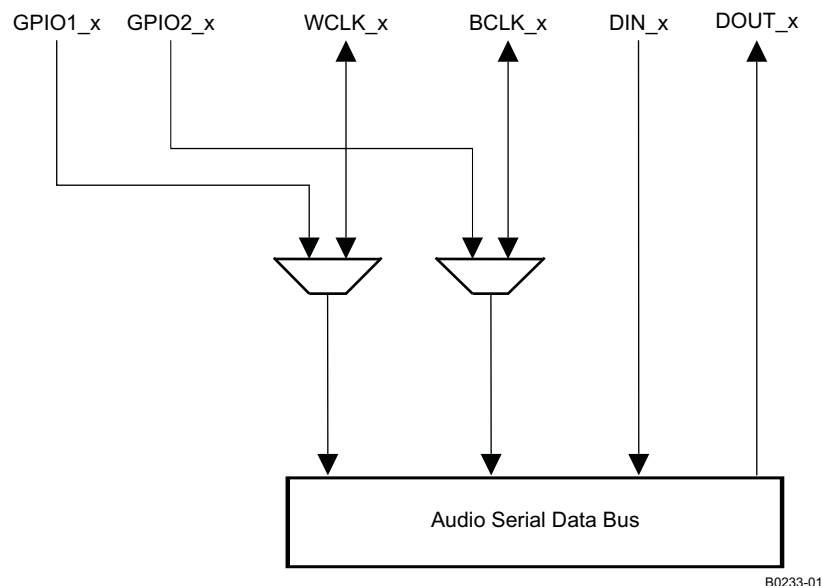 GPIO1_x GPIO2_x WCLK_x BCLK_x DIN_x DOUT_x
Audio Serial Data Bus
B0233-01